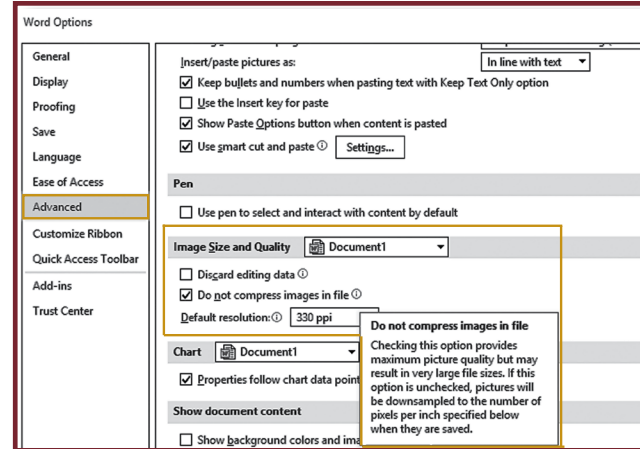 Word Options
General
Display
Proofing
Save
Language
Ease of Access
Advanced
Customize Ribbon
Quick Access Toolbar
Add-ins
Trust Center
Insert/paste pictures as:
In line with text
Keep bullets and numbers when pasting text with Keep Text Only option
Use the Insert key for paste
Show Paste Options button when content is pasted
Use smart cut and paste
Settings...
Pen
Use pen to select and interact with content by default
Image Size and Quality
Document1
Discard editing data
Do not compress images in file
Default resolution:
330 ppi
Do not compress images in file
Checking this option provides
maximum picture quality but may
result in very large file sizes. If this
option is unchecked, pictures will
be downsampled to the number of
pixels per inch specified below
when they are saved.
Chart
Document1
Properties follow chart data point
Show document content
Show background colors and ima